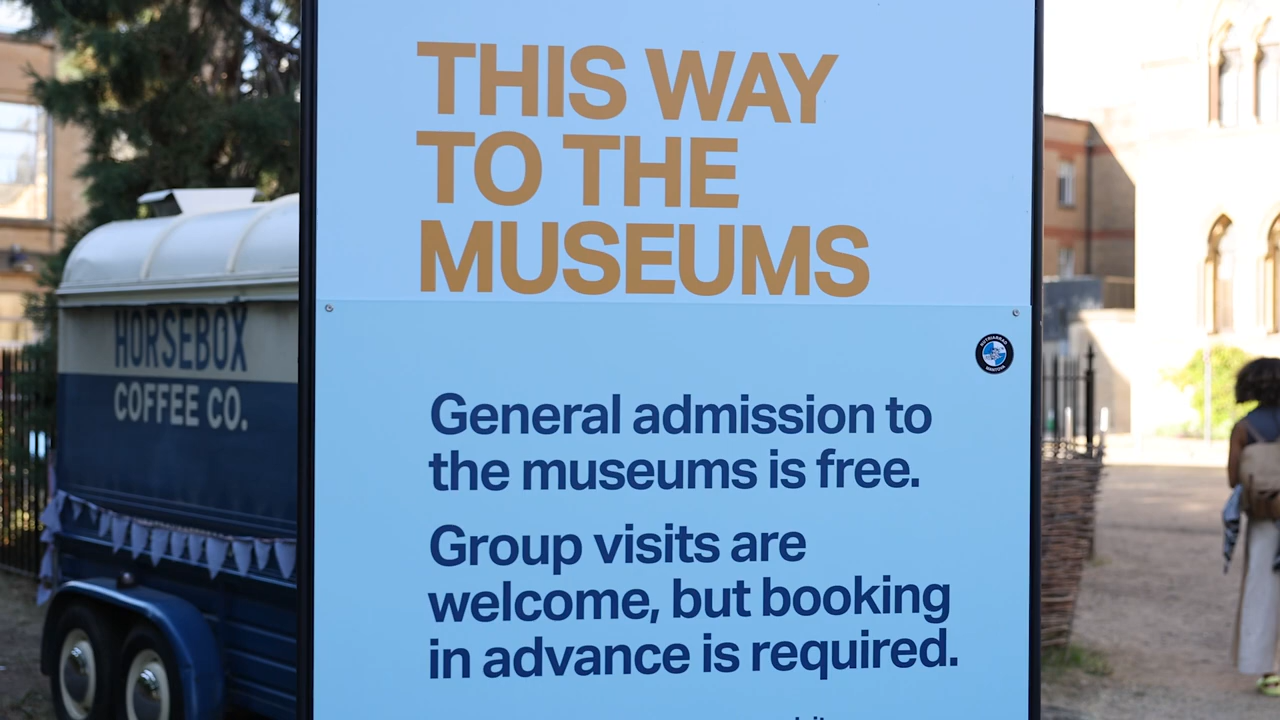 THIS WAY
TO THE
MUSEUMS
General admission to
the museums is free.
Group visits are
welcome, but booking
in advance is required.
HORSEBOX
COFFEE CO.